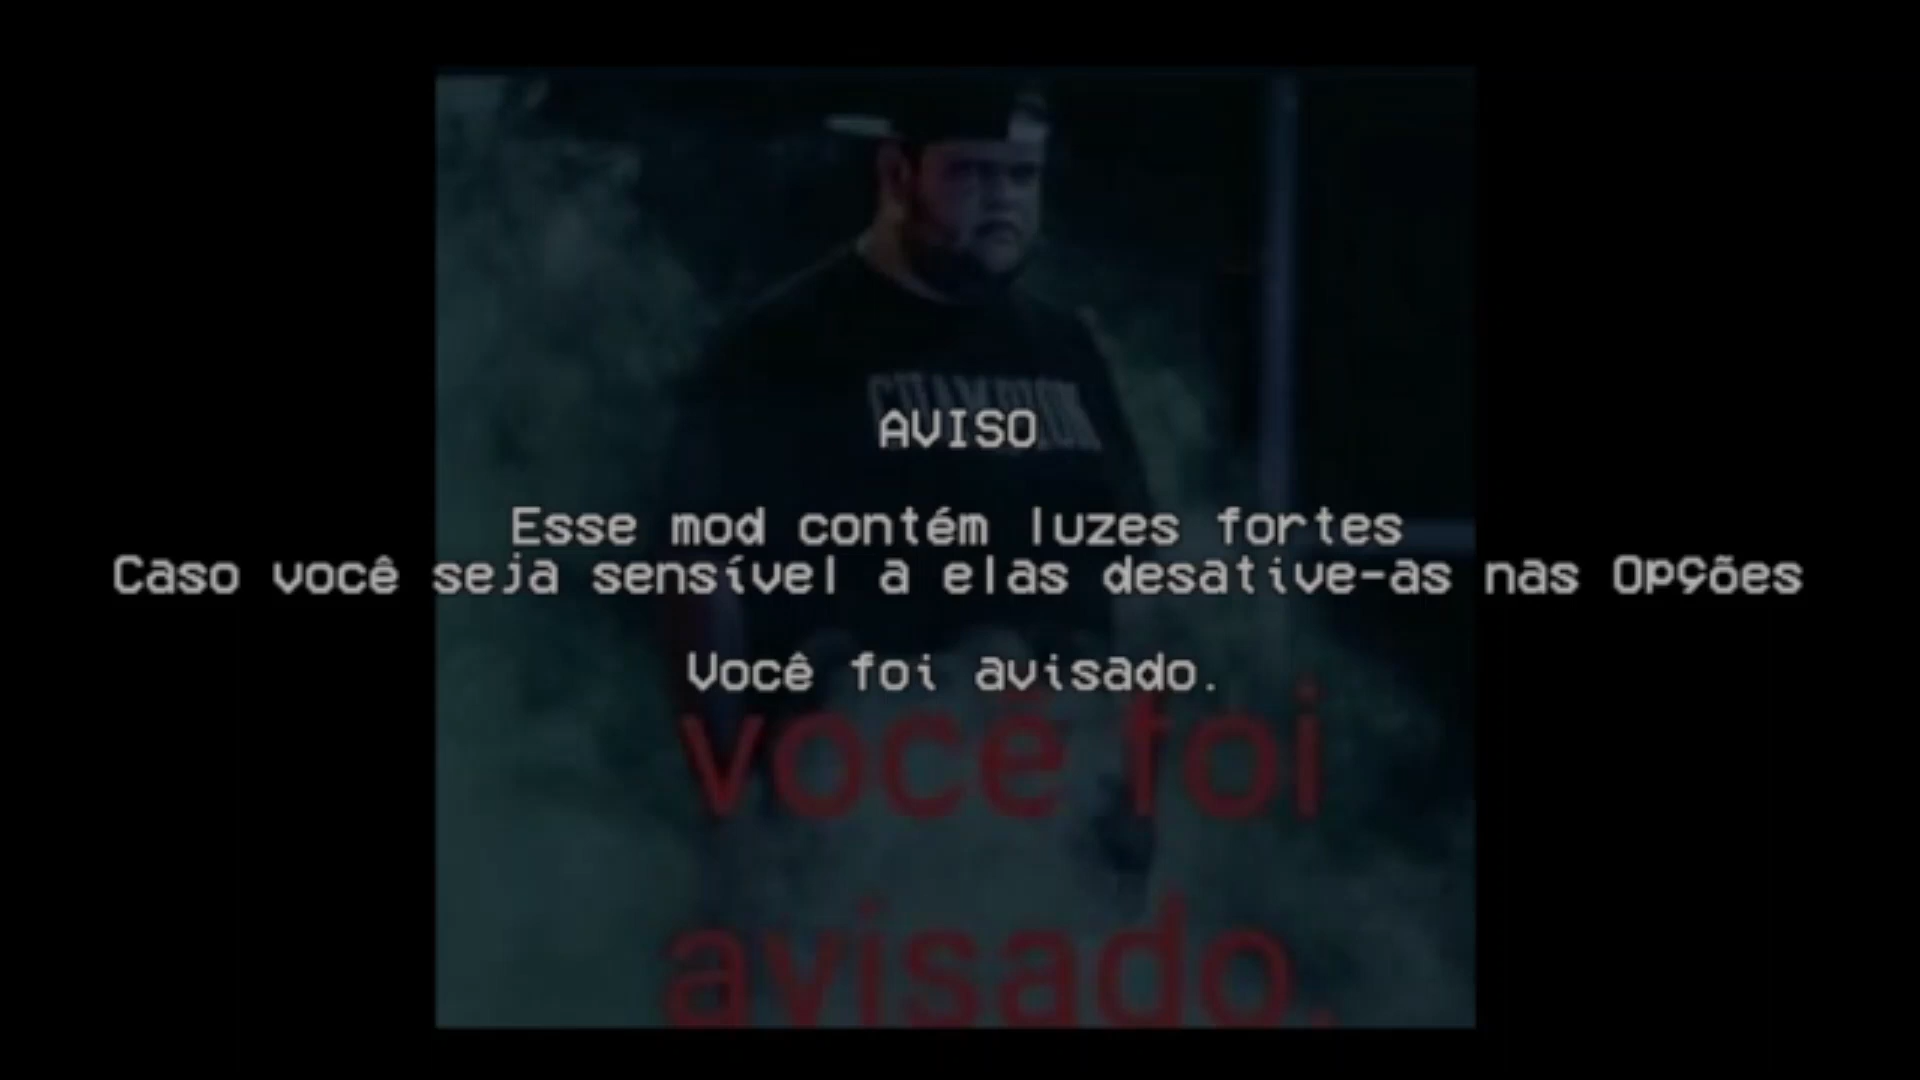 CHAMPION
AVISO
Esse mod contém luzes fortes
Caso você seja sensível a elas desative-as nas Opções
Você foi avisado.
você foi
avisado.